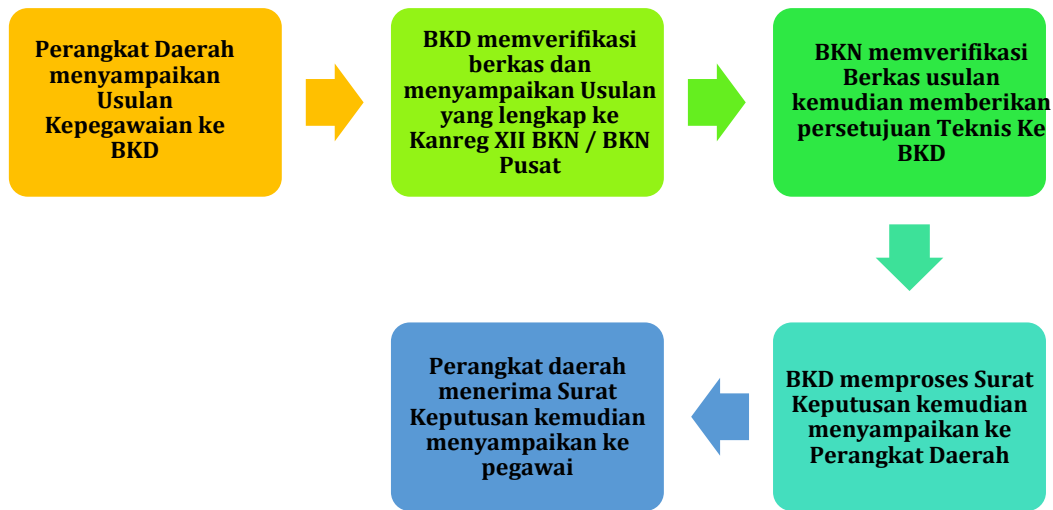 Perangkat Daerah
menyampaikan
Usulan
Kepegawaian ke
BKD
BKD memverifikasi
berkas dan
menyampaikan Usulan
yang lengkap ke
Kanreg XII BKN / BKN
Pusat
BKN memverifikasi
Berkas usulan
kemudian memberikan
persetujuan Teknis Ke
BKD
BKD memproses Surat
Keputusan kemudian
menyampaikan ke
Perangkat Daerah
Perangkat daerah
menerima Surat
Keputusan kemudian
menyampaikan ke
pegawai